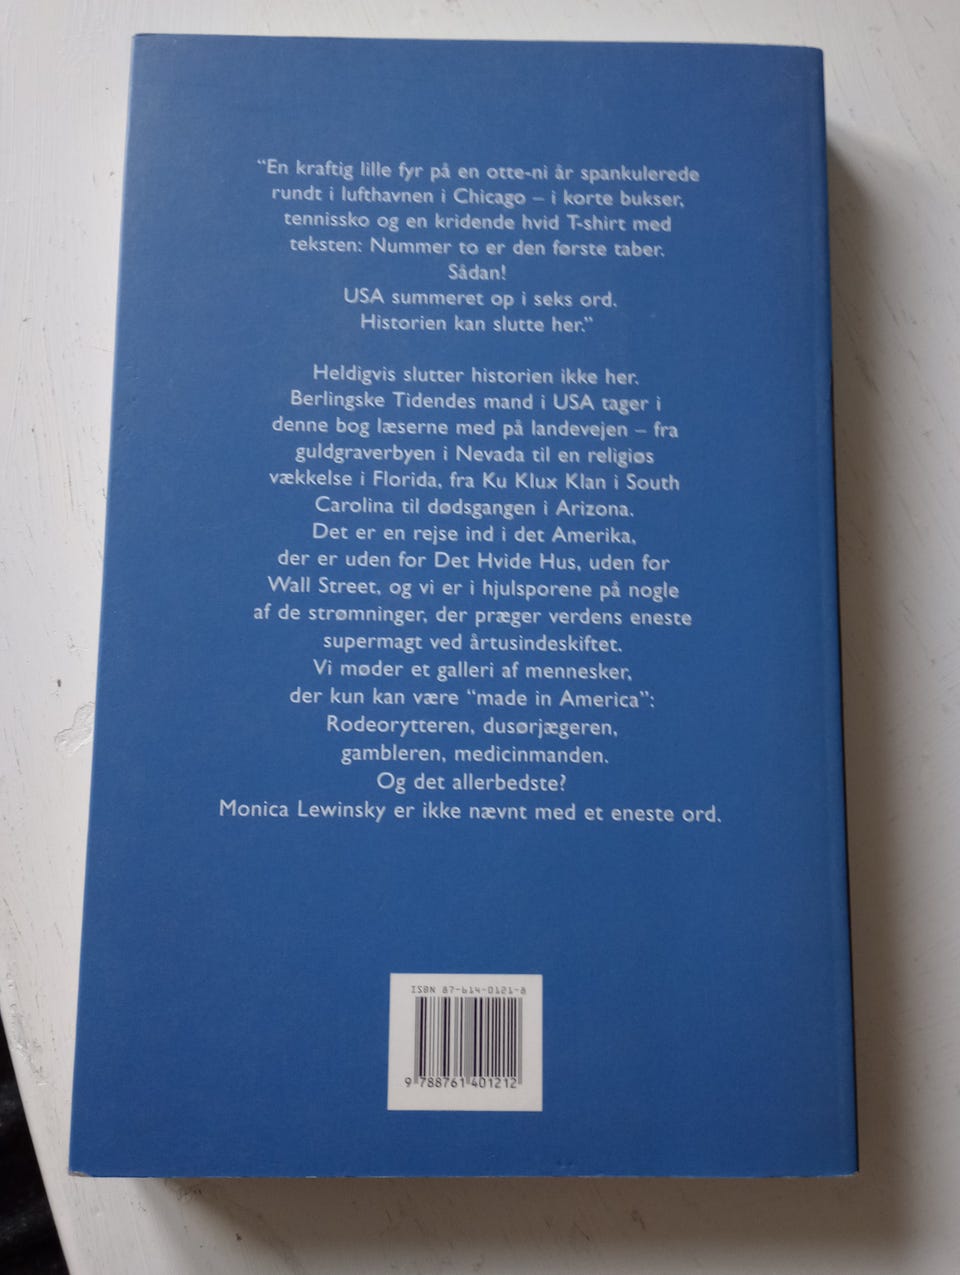 “En kraftig lille fyr på en otte-ni år spankulerede
rundt i lufthavnen i Chicago – i korte bukser,
tennissko og en kridende hvid T-shirt med
teksten: Nummer to er den første taber.
Sådan!
USA summeret op i seks ord.
Historien kan slutte her.”
Heldigvis slutter historien ikke her.
Berlingske Tidendes mand i USA tager i
denne bog læserne med på landevejen – fra
guldgraverbyen i Nevada til en religiøs
vækkelse i Florida, fra Ku Klux Klan i South
Carolina til dødsgangen i Arizona.
Det er en rejse ind i det Amerika,
der er uden for Det Hvide Hus, uden for
Wall Street, og vi er i hjulsporene på nogle
af de strømninger, der præger verdens eneste
supermagt ved årtusindeskiftet.
Vi møder et galleri af mennesker,
der kun kan være “made in America”:
Rodeorytteren, dusørjægeren,
gambleren, medicinmanden.
Og det allerbedste?
Monica Lewinsky er ikke nævnt med et eneste ord.
ISBN 87-614-0121-8
9 788761 401212